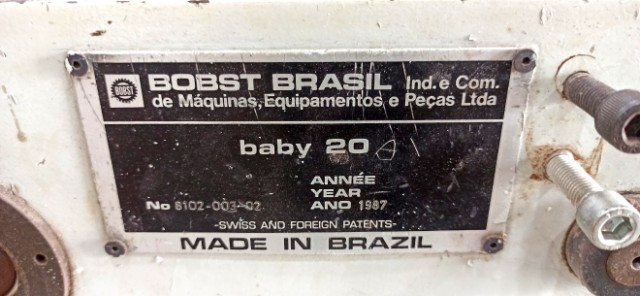 BOBST
BOBST BRASIL Ind. e Com.
de Máquinas, Equipamentos e Peças Ltda
baby 20
ANNÉE
YEAR
No 8102-003-02 ANO 1987
-SWISS AND FOREIGN PATENTS-
MADE IN BRAZIL